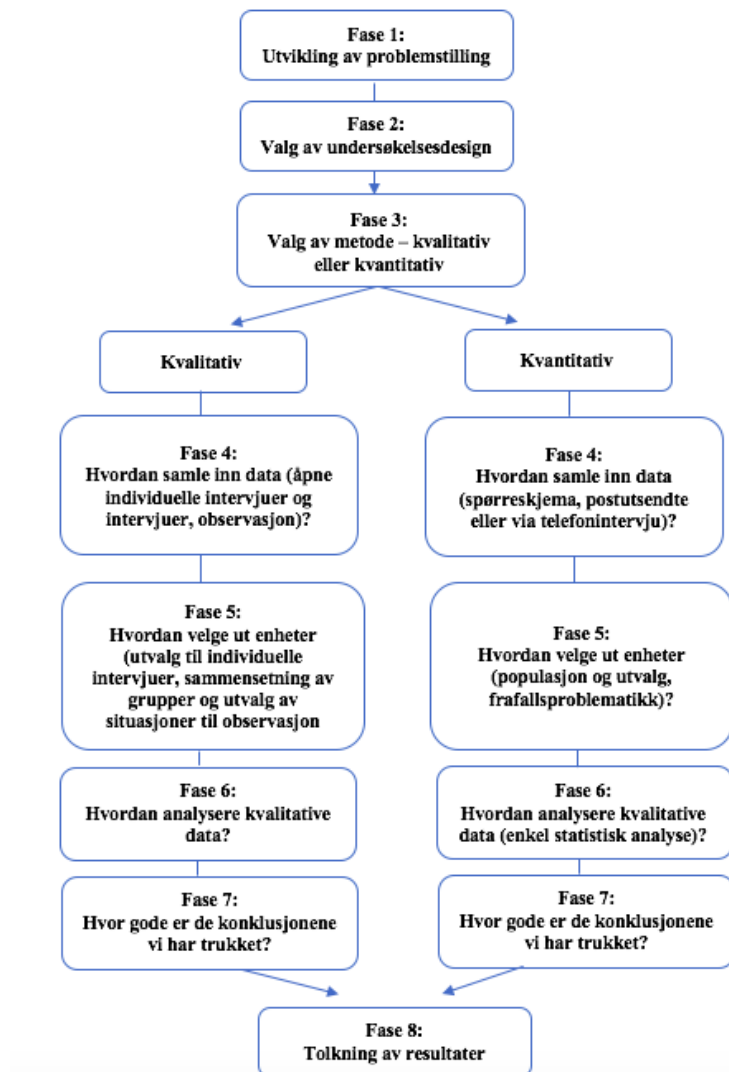 Fase 1:
Utvikling av problemstilling
Fase 2:
Valg av undersøkelsesdesign
Fase 3:
Valg av metode – kvalitativ
eller kvantitativ
Kvalitativ
Kvantitativ
Fase 4:
Hvordan samle inn data (åpne
individuelle intervjuer og
intervjuer, observasjon)?
Fase 4:
Hvordan samle inn data
(spørreskjema, postutsendte
eller via telefonintervju)?
Fase 5:
Hvordan velge ut enheter
(utvalg til individuelle
intervjuer, sammensetning av
grupper og utvalg av
situasjoner til observasjon
Fase 5:
Hvordan velge ut enheter
(populasjon og utvalg,
frafallsproblematikk)?
Fase 6:
Hvordan analysere kvalitative
data?
Fase 6:
Hvordan analysere kvalitative
data (enkel statistisk analyse)?
Fase 7:
Hvor gode er de konklusjonene
vi har trukket?
Fase 7:
Hvor gode er de konklusjonene
vi har trukket?
Fase 8:
Tolkning av resultater